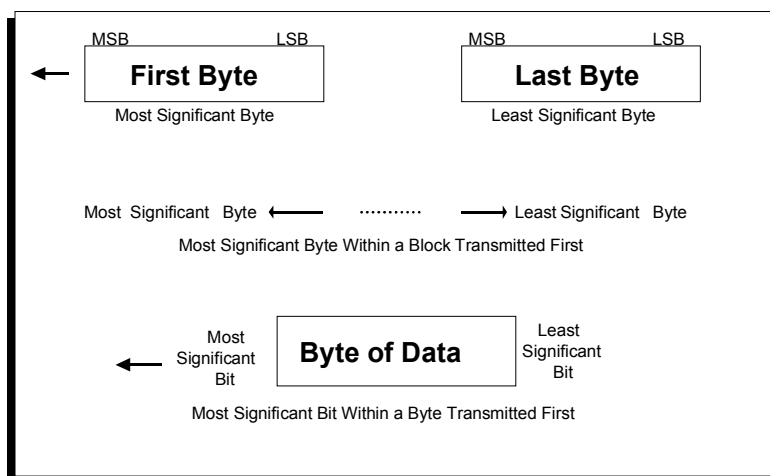 MSB LSB MSB LSB
First Byte Last Byte
Most Significant Byte Least Significant Byte
Most Significant Byte ·········· Least Significant Byte
Most Significant Byte Within a Block Transmitted First
Most
Significant
Bit
Byte of Data
Least
Significant
Bit
Most Significant Bit Within a Byte Transmitted First